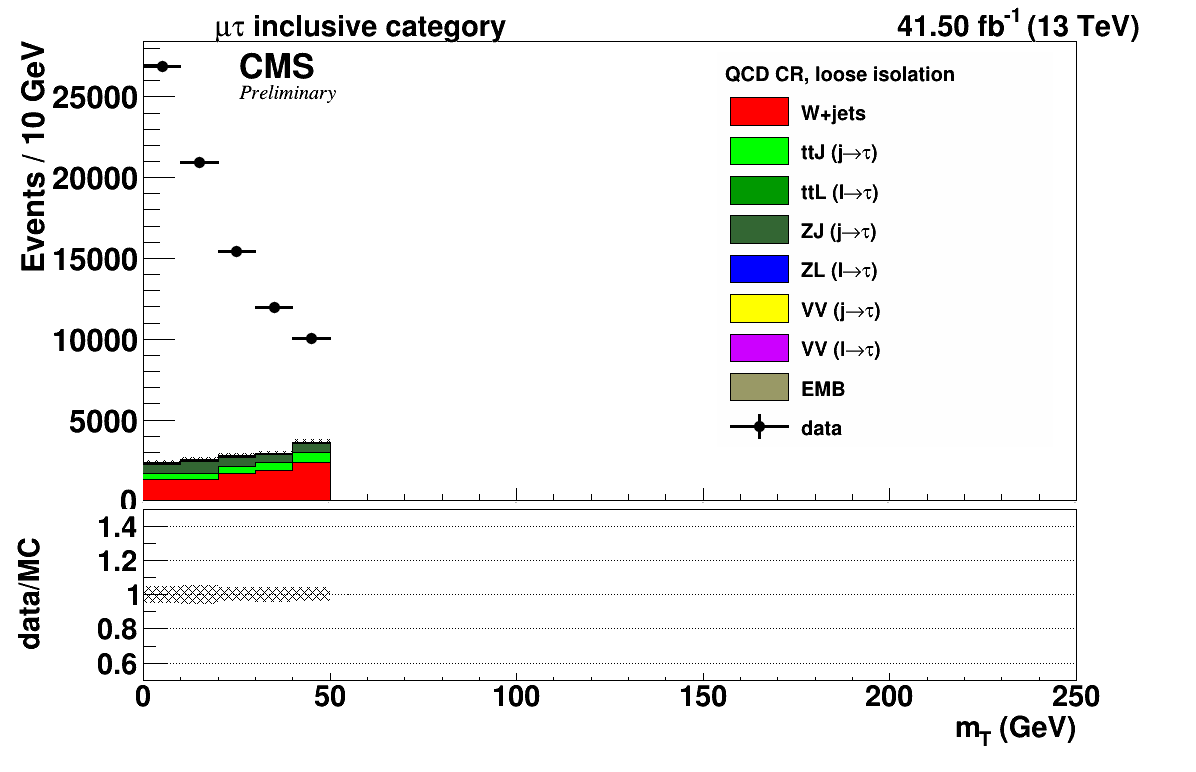 μτ inclusive category
41.50 fb⁻¹ (13 TeV)
CMS
Preliminary
QCD CR, loose isolation
W+jets
ttJ (j→τ)
ttL (l→τ)
ZJ (j→τ)
ZL (l→τ)
VV (j→τ)
VV (l→τ)
EMB
data
Events / 10 GeV
25000
20000
15000
10000
5000
0
data/MC
1.4
1.2
1
0.8
0.6
0 50 100 150 200 250
m_T (GeV)